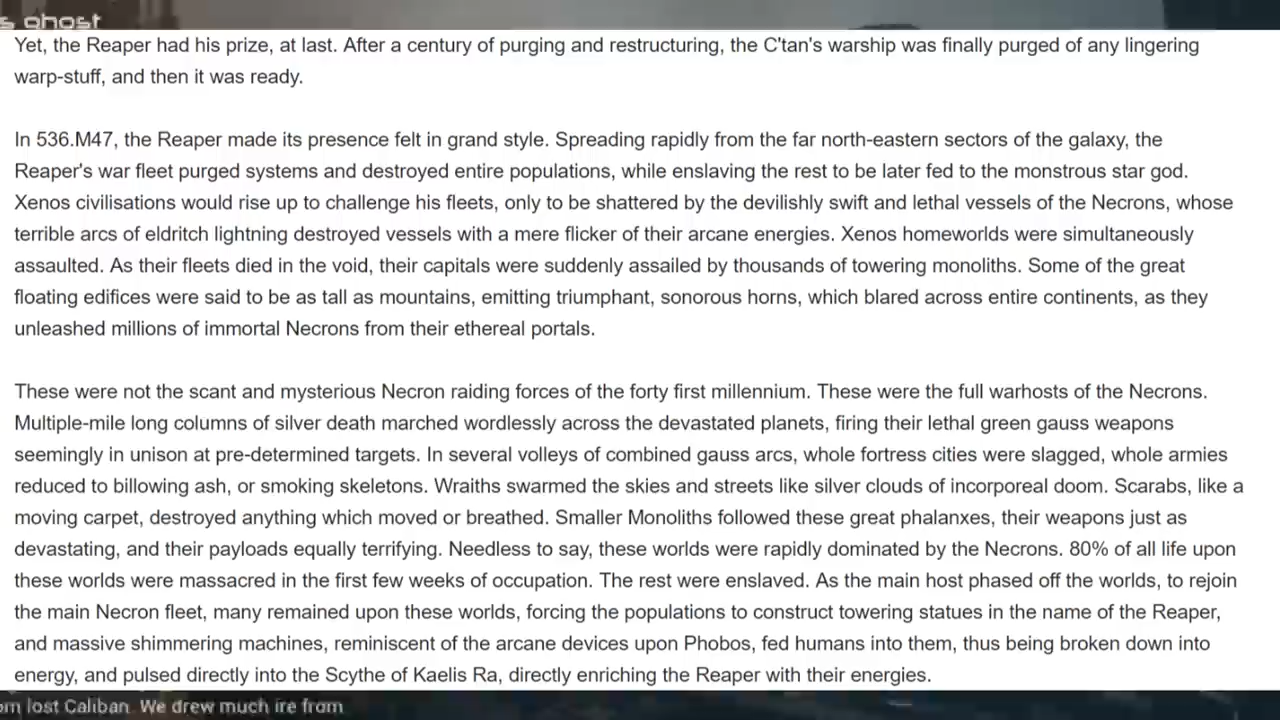 s ghost
Yet, the Reaper had his prize, at last. After a century of purging and restructuring, the C'tan's warship was finally purged of any lingering
warp-stuff, and then it was ready.
In 536.M47, the Reaper made its presence felt in grand style. Spreading rapidly from the far north-eastern sectors of the galaxy, the
Reaper's war fleet purged systems and destroyed entire populations, while enslaving the rest to be later fed to the monstrous star god.
Xenos civilisations would rise up to challenge his fleets, only to be shattered by the devilishly swift and lethal vessels of the Necrons, whose
terrible arcs of eldritch lightning destroyed vessels with a mere flicker of their arcane energies. Xenos homeworlds were simultaneously
assaulted. As their fleets died in the void, their capitals were suddenly assailed by thousands of towering monoliths. Some of the great
floating edifices were said to be as tall as mountains, emitting triumphant, sonorous horns, which blared across entire continents, as they
unleashed millions of immortal Necrons from their ethereal portals.
These were not the scant and mysterious Necron raiding forces of the forty first millennium. These were the full warhosts of the Necrons.
Multiple-mile long columns of silver death marched wordlessly across the devastated planets, firing their lethal green gauss weapons
seemingly in unison at pre-determined targets. In several volleys of combined gauss arcs, whole fortress cities were slagged, whole armies
reduced to billowing ash, or smoking skeletons. Wraiths swarmed the skies and streets like silver clouds of incorporeal doom. Scarabs, like a
moving carpet, destroyed anything which moved or breathed. Smaller Monoliths followed these great phalanxes, their weapons just as
devastating, and their payloads equally terrifying. Needless to say, these worlds were rapidly dominated by the Necrons. 80% of all life upon
these worlds were massacred in the first few weeks of occupation. The rest were enslaved. As the main host phased off the worlds, to rejoin
the main Necron fleet, many remained upon these worlds, forcing the populations to construct towering statues in the name of the Reaper,
and massive shimmering machines, reminiscent of the arcane devices upon Phobos, fed humans into them, thus being broken down into
energy, and pulsed directly into the Scythe of Kaelis Ra, directly enriching the Reaper with their energies.
om lost Caliban. We drew much ire from